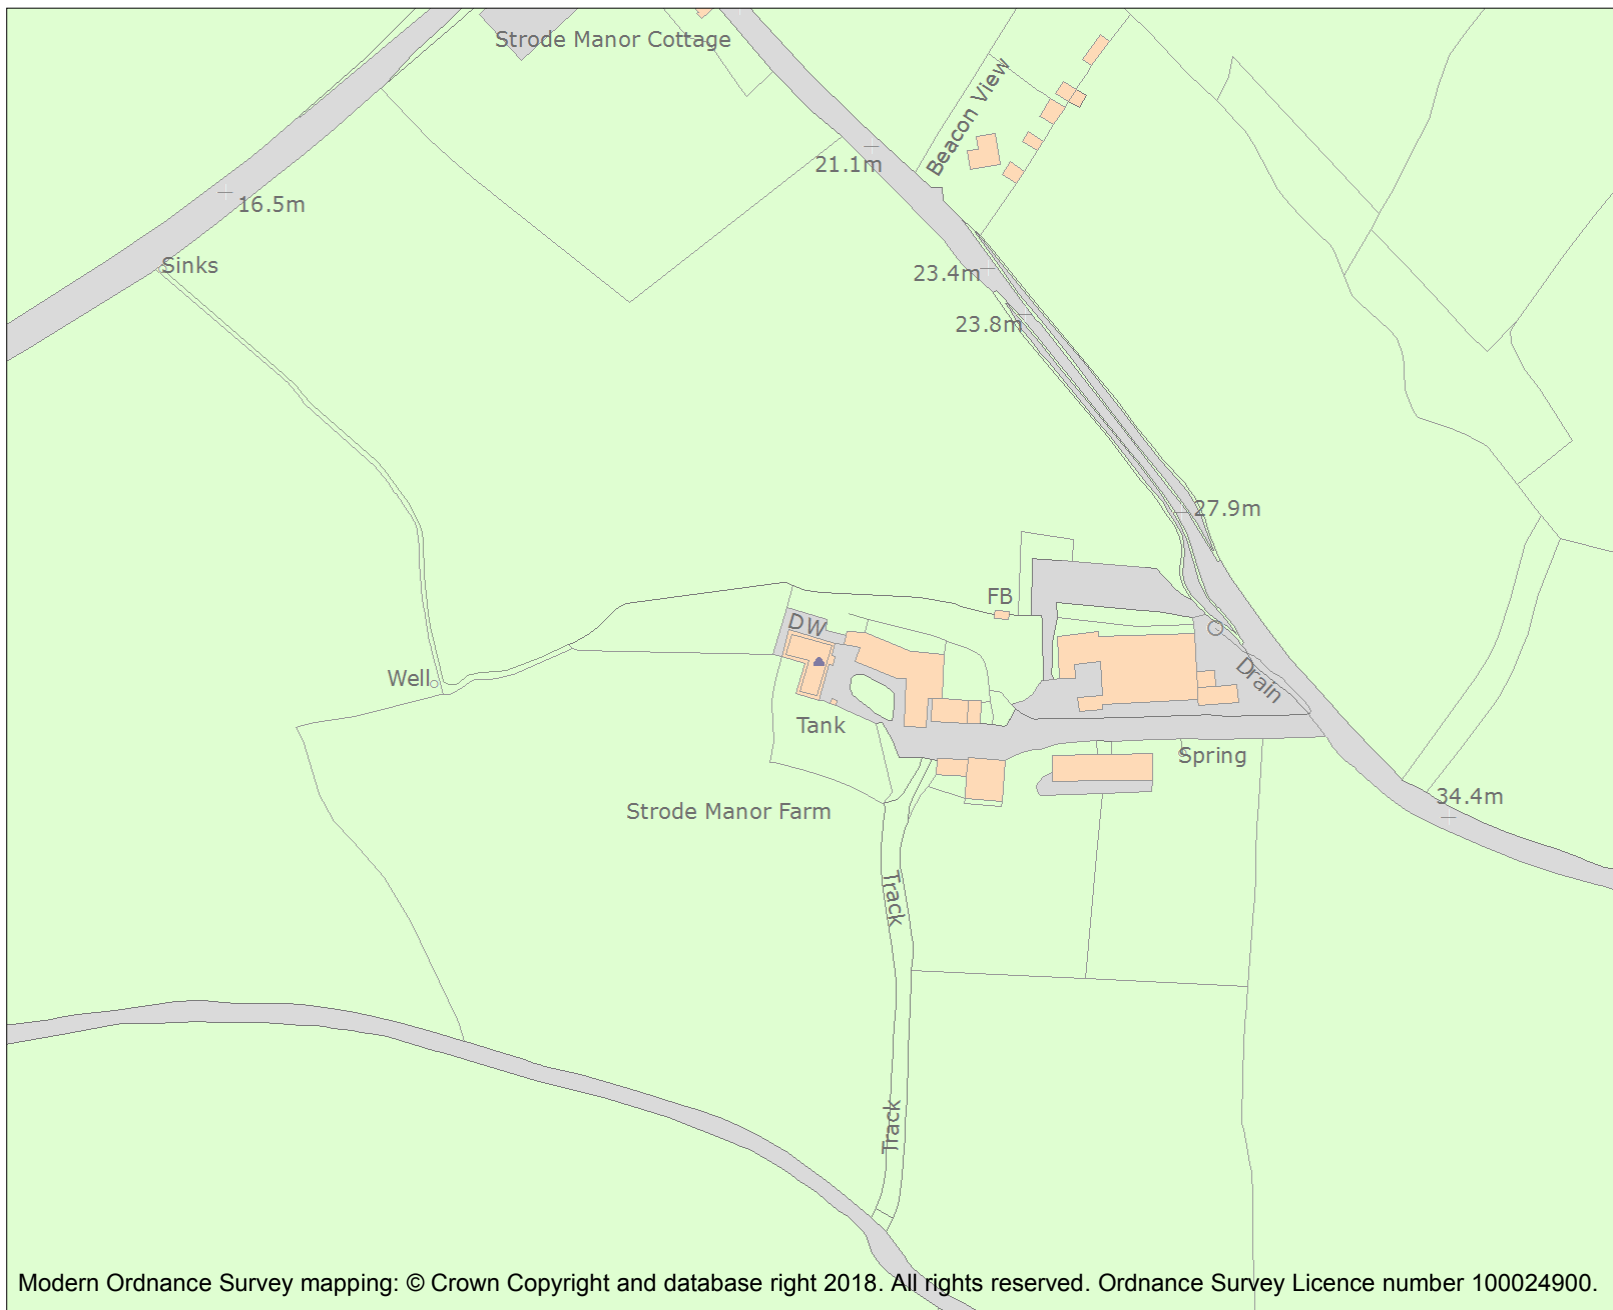 Strode Manor Cottage
Beacon View
21.1m
16.5m
Sinks
23.4m
23.8m
27.9m
FB
DW
Drain
Well
Tank
Spring
Strode Manor Farm
34.4m
Track
Track
Modern Ordnance Survey mapping: © Crown Copyright and database right 2018. All rights reserved. Ordnance Survey Licence number 100024900.